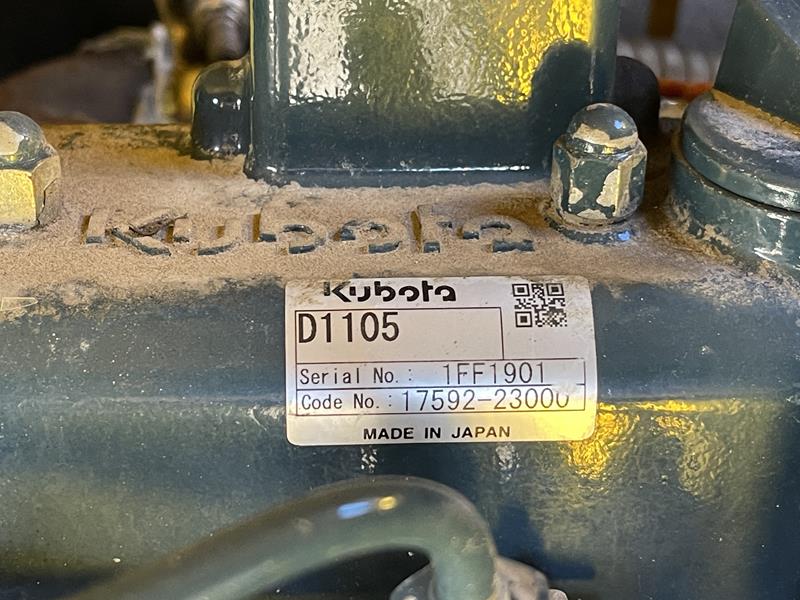 Kubota
Kubota
D1105
Serial No.: 1FF1901
Code No.: 17592-23000
MADE IN JAPAN